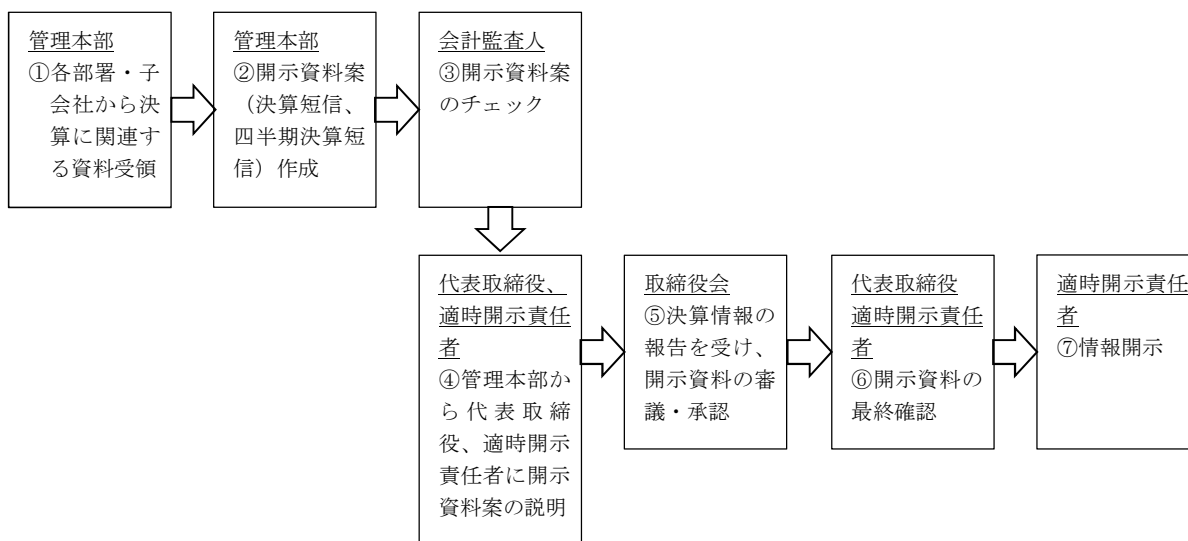 管理本部
①各部署・子
会社から決
算に関連す
る資料受領
管理本部
②開示資料案
（決算短信、
四半期決算短
信）作成
会計監査人
③開示資料案
のチェック
代表取締役、
適時開示責任
者
④管理本部か
ら代表取締
役、適時開示
責任者に開示
資料案の説明
取締役会
⑤決算情報の
報告を受け、
開示資料の審
議・承認
代表取締役
適時開示責任
者
⑥開示資料の
最終確認
適時開示責任
者
⑦情報開示